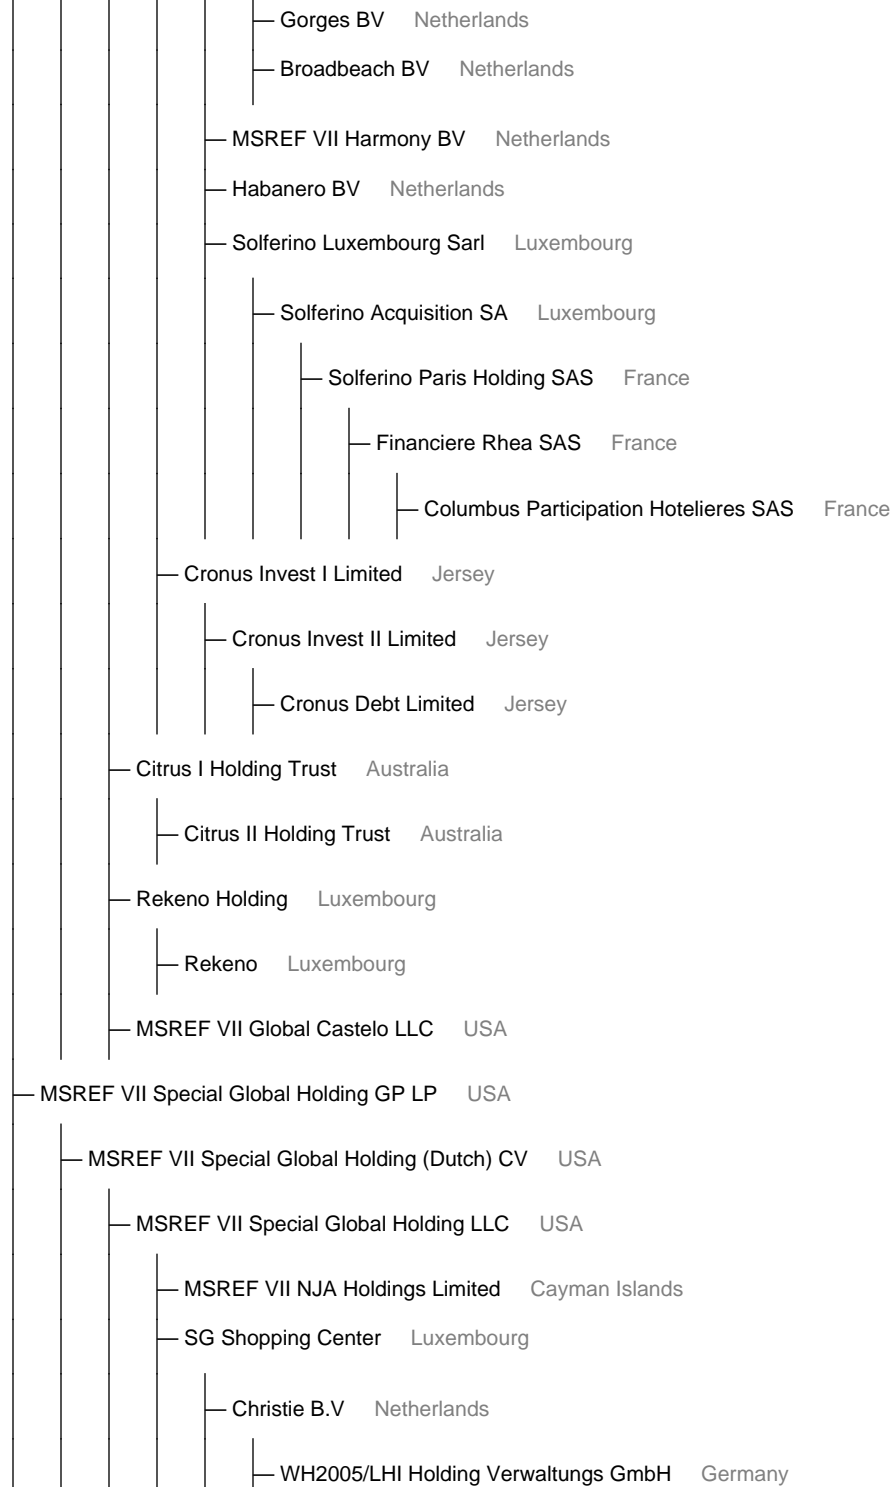 Gorges BV Netherlands
Broadbeach BV Netherlands
MSREF VII Harmony BV Netherlands
Habanero BV Netherlands
Solferino Luxembourg Sarl Luxembourg
Solferino Acquisition SA Luxembourg
Solferino Paris Holding SAS France
Financiere Rhea SAS France
Columbus Participation Hotelieres SAS France
Cronus Invest I Limited Jersey
Cronus Invest II Limited Jersey
Cronus Debt Limited Jersey
Citrus I Holding Trust Australia
Citrus II Holding Trust Australia
Rekeno Holding Luxembourg
Rekeno Luxembourg
MSREF VII Global Castelo LLC USA
MSREF VII Special Global Holding GP LP USA
MSREF VII Special Global Holding (Dutch) CV USA
MSREF VII Special Global Holding LLC USA
MSREF VII NJA Holdings Limited Cayman Islands
SG Shopping Center Luxembourg
Christie B.V Netherlands
WH2005/LHI Holding Verwaltungs GmbH Germany